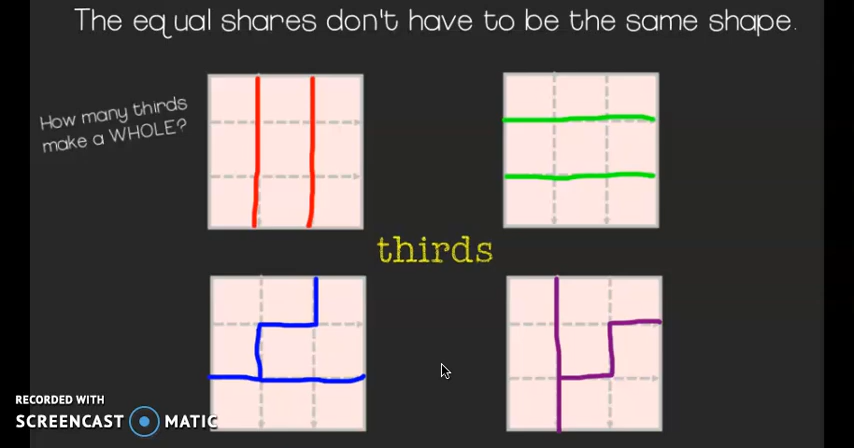 The equal shares don't have to be the same shape.
How many thirds
make a WHOLE?
thirds
RECORDED WITH
SCREENCAST MATIC